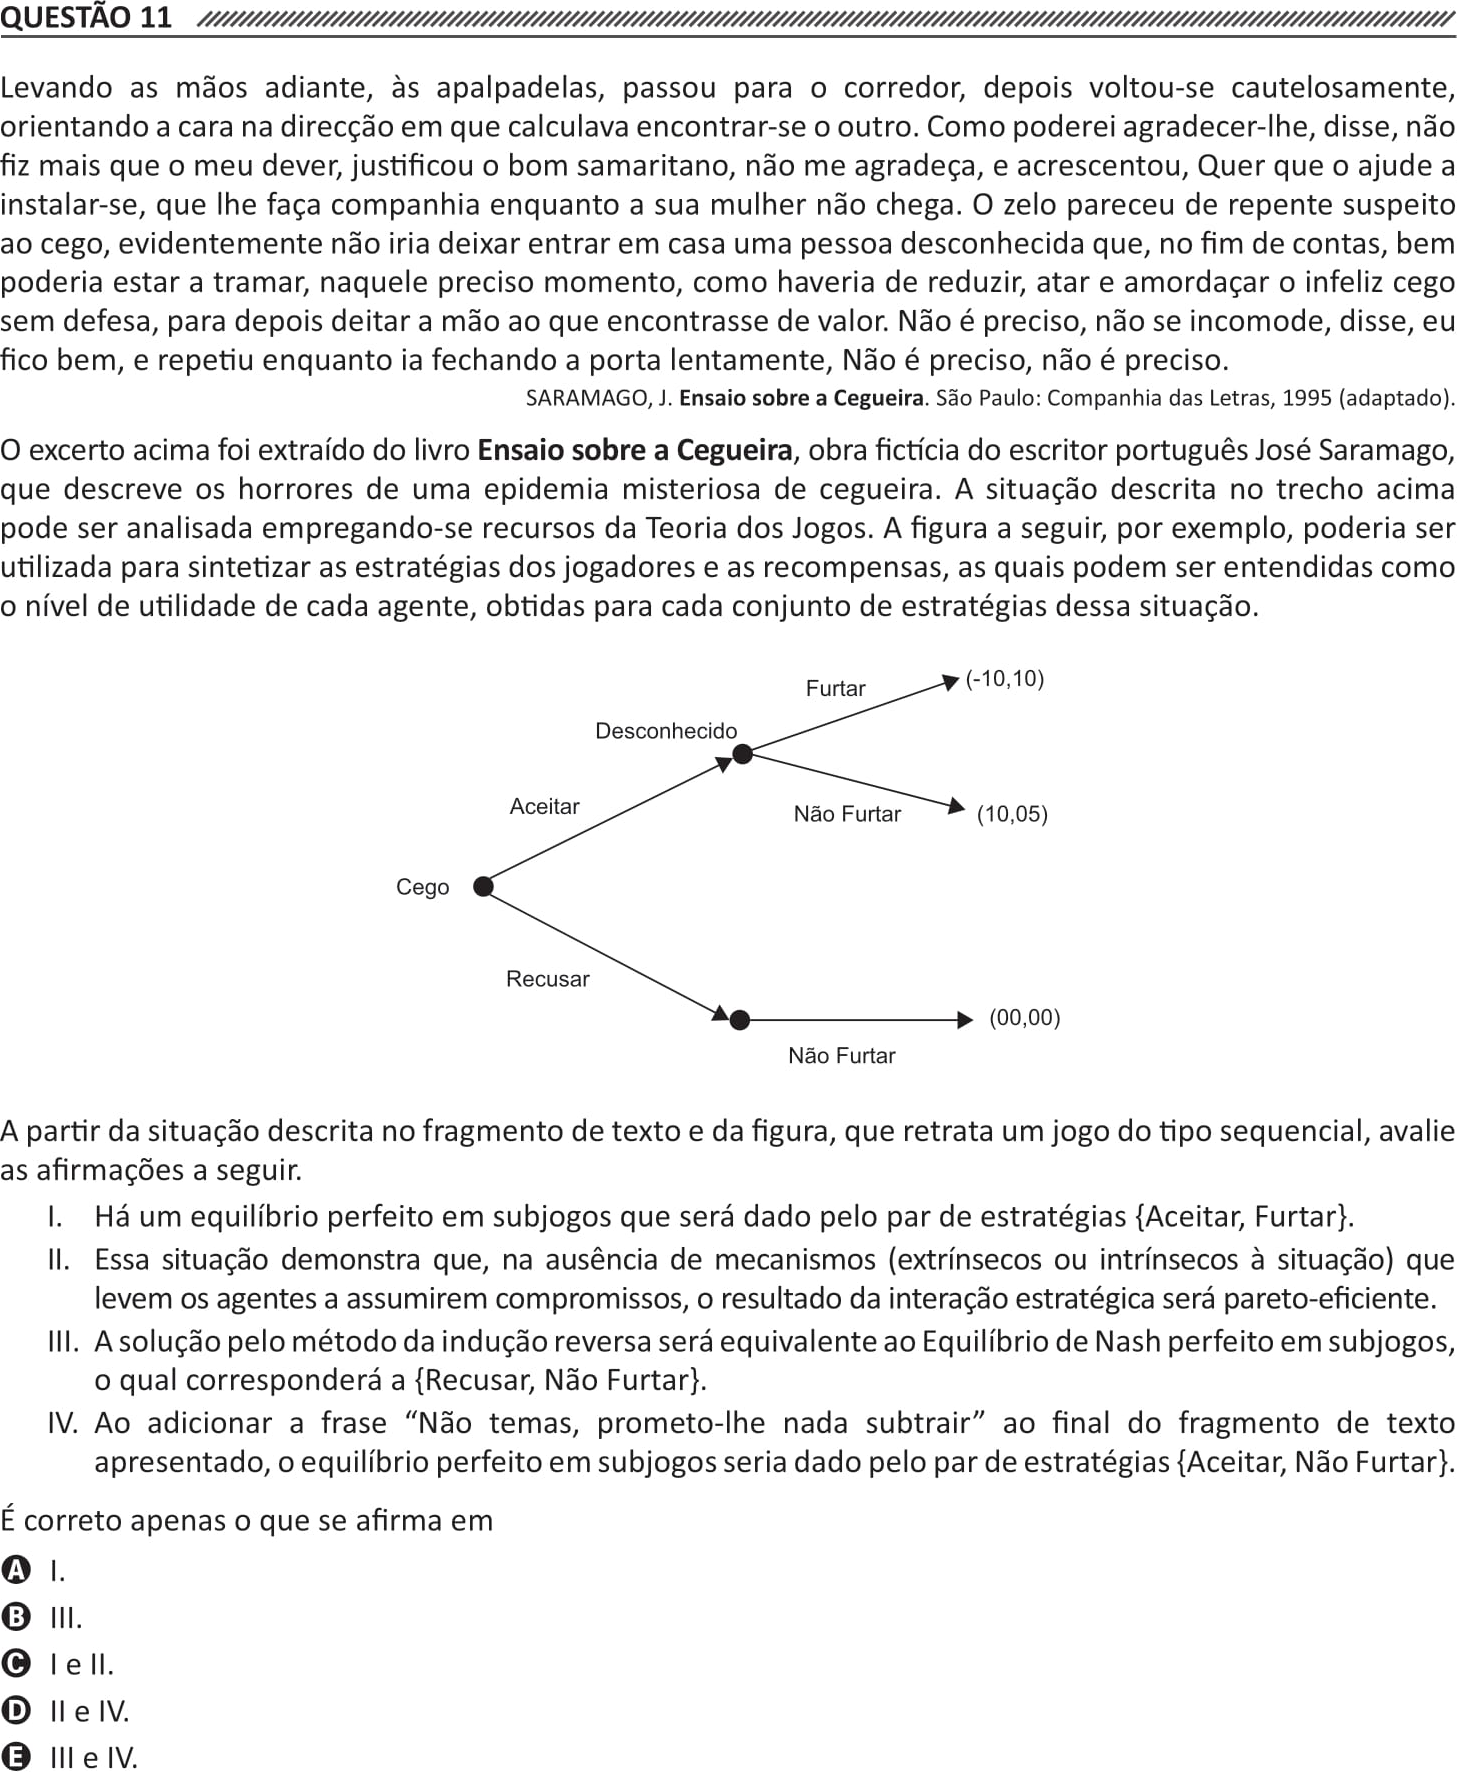 QUESTÃO 11
Levando as mãos adiante, às apalpadelas, passou para o corredor, depois voltou-se cautelosamente,
orientando a cara na direcção em que calculava encontrar-se o outro. Como poderei agradecer-lhe, disse, não
fiz mais que o meu dever, justificou o bom samaritano, não me agradeça, e acrescentou, Quer que o ajude a
instalar-se, que lhe faça companhia enquanto a sua mulher não chega. O zelo pareceu de repente suspeito
ao cego, evidentemente não iria deixar entrar em casa uma pessoa desconhecida que, no fim de contas, bem
poderia estar a tramar, naquele preciso momento, como haveria de reduzir, atar e amordaçar o infeliz cego
sem defesa, para depois deitar a mão ao que encontrasse de valor. Não é preciso, não se incomode, disse, eu
fico bem, e repetiu enquanto ia fechando a porta lentamente, Não é preciso, não é preciso.
SARAMAGO, J. Ensaio sobre a Cegueira. São Paulo: Companhia das Letras, 1995 (adaptado).
O excerto acima foi extraído do livro Ensaio sobre a Cegueira, obra fictícia do escritor português José Saramago,
que descreve os horrores de uma epidemia misteriosa de cegueira. A situação descrita no trecho acima
pode ser analisada empregando-se recursos da Teoria dos Jogos. A figura a seguir, por exemplo, poderia ser
utilizada para sintetizar as estratégias dos jogadores e as recompensas, as quais podem ser entendidas como
o nível de utilidade de cada agente, obtidas para cada conjunto de estratégias dessa situação.
Furtar
(-10,10)
Desconhecido
Aceitar
Não Furtar
(10,05)
Cego
Recusar
(00,00)
Não Furtar
A partir da situação descrita no fragmento de texto e da figura, que retrata um jogo do tipo sequencial, avalie
as afirmações a seguir.
I. Há um equilíbrio perfeito em subjogos que será dado pelo par de estratégias {Aceitar, Furtar}.
II. Essa situação demonstra que, na ausência de mecanismos (extrínsecos ou intrínsecos à situação) que
levem os agentes a assumirem compromissos, o resultado da interação estratégica será pareto-eficiente.
III. A solução pelo método da indução reversa será equivalente ao Equilíbrio de Nash perfeito em subjogos,
o qual corresponderá a {Recusar, Não Furtar}.
IV. Ao adicionar a frase “Não temas, prometo-lhe nada subtrair” ao final do fragmento de texto
apresentado, o equilíbrio perfeito em subjogos seria dado pelo par de estratégias {Aceitar, Não Furtar}.
É correto apenas o que se afirma em
A I.
B III.
C I e II.
D II e IV.
E III e IV.